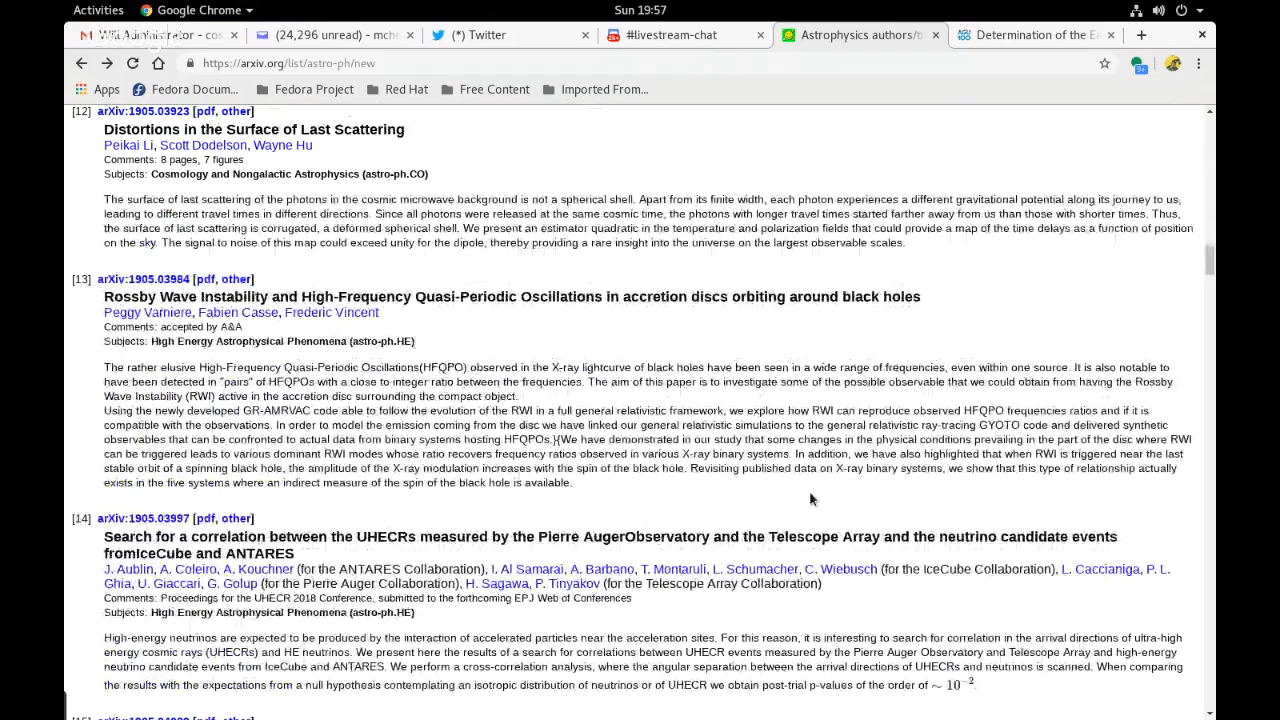 Activities Google Chrome Sun 19:57
(24,296 unread) - mch (*) Twitter #livestream-chat Astrophysics authors/t Determination of the Ea
https://arxiv.org/list/astro-ph/new 9+
Apps Fedora Docum... Fedora Project Red Hat Free Content Imported From...
[12] arXiv:1905.03923 [pdf, other]
Distortions in the Surface of Last Scattering
Peikai Li, Scott Dodelson, Wayne Hu
Comments: 8 pages, 7 figures
Subjects: Cosmology and Nongalactic Astrophysics (astro-ph.CO)
The surface of last scattering of the photons in the cosmic microwave background is not a spherical shell. Apart from its finite width, each photon experiences a different gravitational potential along its journey to us,
leading to different travel times in different directions. Since all photons were released at the same cosmic time, the photons with longer travel times started farther away from us than those with shorter times. Thus,
the surface of last scattering is corrugated, a deformed spherical shell. We present an estimator quadratic in the temperature and polarization fields that could provide a map of the time delays as a function of position
on the sky. The signal to noise of this map could exceed unity for the dipole, thereby providing a rare insight into the universe on the largest observable scales.
[13] arXiv:1905.03984 [pdf, other]
Rossby Wave Instability and High-Frequency Quasi-Periodic Oscillations in accretion discs orbiting around black holes
Peggy Varniere, Fabien Casse, Frederic Vincent
Comments: accepted by A&A
Subjects: High Energy Astrophysical Phenomena (astro-ph.HE)
The rather elusive High-Frequency Quasi-Periodic Oscillations(HFQPO) observed in the X-ray lightcurve of black holes have been seen in a wide range of frequencies, even within one source. It is also notable to
have been detected in "pairs" of HFQPOs with a close to integer ratio between the frequencies. The aim of this paper is to investigate some of the possible observable that we could obtain from having the Rossby
Wave Instability (RWI) active in the accretion disc surrounding the compact object.
Using the newly developed GR-AMRVAC code able to follow the evolution of the RWI in a full general relativistic framework, we explore how RWI can reproduce observed HFQPO frequencies ratios and if it is
compatible with the observations. In order to model the emission coming from the disc we have linked our general relativistic simulations to the general relativistic ray-tracing GYOTO code and delivered synthetic
observables that can be confronted to actual data from binary systems hosting HFQPOs.}{We have demonstrated in our study that some changes in the physical conditions prevailing in the part of the disc where RWI
can be triggered leads to various dominant RWI modes whose ratio recovers frequency ratios observed in various X-ray binary systems. In addition, we have also highlighted that when RWI is triggered near the last
stable orbit of a spinning black hole, the amplitude of the X-ray modulation increases with the spin of the black hole. Revisiting published data on X-ray binary systems, we show that this type of relationship actually
exists in the five systems where an indirect measure of the spin of the black hole is available.
[14] arXiv:1905.03997 [pdf, other]
Search for a correlation between the UHECRs measured by the Pierre AugerObservatory and the Telescope Array and the neutrino candidate events
fromIceCube and ANTARES
J. Aublin, A. Coleiro, A. Kouchner (for the ANTARES Collaboration), I. Al Samarai, A. Barbano, T. Montaruli, L. Schumacher, C. Wiebusch (for the IceCube Collaboration), L. Caccianiga, P. L.
Ghia, U. Giaccari, G. Golup (for the Pierre Auger Collaboration), H. Sagawa, P. Tinyakov (for the Telescope Array Collaboration)
Comments: Proceedings for the UHECR 2018 Conference, submitted to the forthcoming EPJ Web of Conferences
Subjects: High Energy Astrophysical Phenomena (astro-ph.HE)
High-energy neutrinos are expected to be produced by the interaction of accelerated particles near the acceleration sites. For this reason, it is interesting to search for correlation in the arrival directions of ultra-high
energy cosmic rays (UHECRs) and HE neutrinos. We present here the results of a search for correlations between UHECR events measured by the Pierre Auger Observatory and Telescope Array and high-energy
neutrino candidate events from IceCube and ANTARES. We perform a cross-correlation analysis, where the angular separation between the arrival directions of UHECRs and neutrinos is scanned. When comparing
the results with the expectations from a null hypothesis contemplating an isotropic distribution of neutrinos or of UHECR we obtain post-trial p-values of the order of ∼ 10⁻².